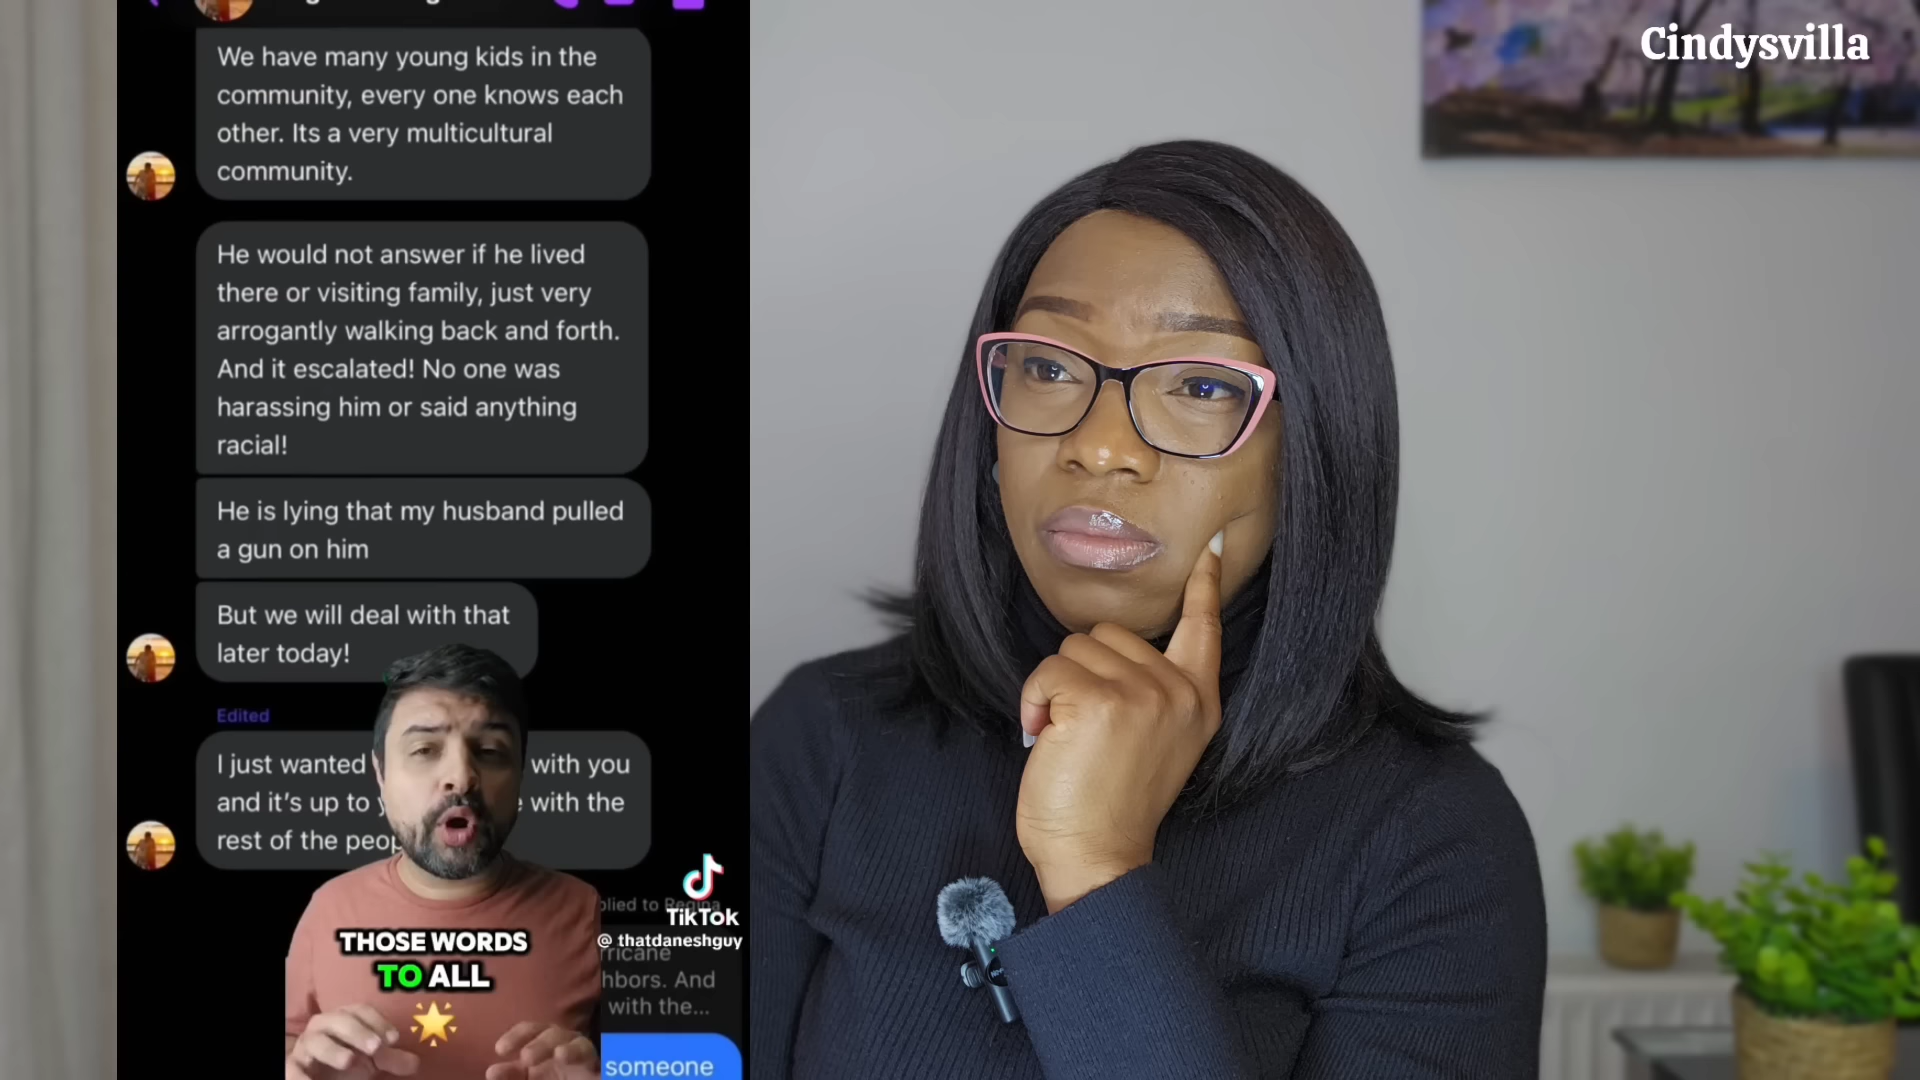 Cindysvilla
We have many young kids in the
community, every one knows each
other. Its a very multicultural
community.
He would not answer if he lived
there or visiting family, just very
arrogantly walking back and forth.
And it escalated! No one was
harassing him or said anything
racial!
He is lying that my husband pulled
a gun on him
But we will deal with that
later today!
Edited
I just wanted with you
and it's up to with the
rest of the
to Regina
TikTok
@ thatdaneshguy
THOSE WORDS
TO ALL
And
with the...
someone